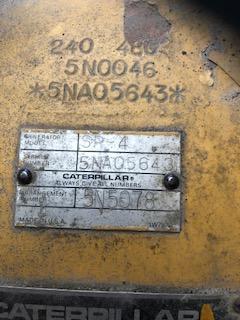 240 480
5N0046
*5NA05643*
GENERATOR MODEL SR-4
SERIAL NUMBER 5NA05643
CATERPILLAR®
ALWAYS GIVE ALL NUMBERS
ARRANGEMENT NUMBER 5N5078
MADE IN U.S.A.
CATERPILLAR